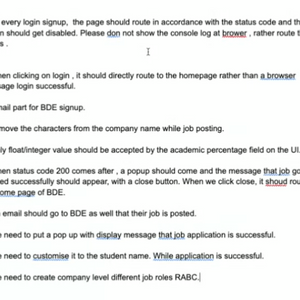 every login signup, the page should route in accordance with the status code and th
n should get disabled. Please don not show the console log at brower , rather route t
s .
hen clicking on login , it should directly route to the homepage rather than a browser
sage login successful.
nail part for BDE signup.
move the characters from the company name while job posting.
ly float/integer value should be accepted by the academic percentage field on the UI.
hen status code 200 comes after , a popup should come and the message that job go
ed successfully should appear, with a close button. When we click close, it shoud rou
ome page of BDE.
email should go to BDE as well that their job is posted.
e need to put a pop up with display message that job application is successful.
e need to customise it to the student name. While application is successful.
e need to create company level different job roles RABC.